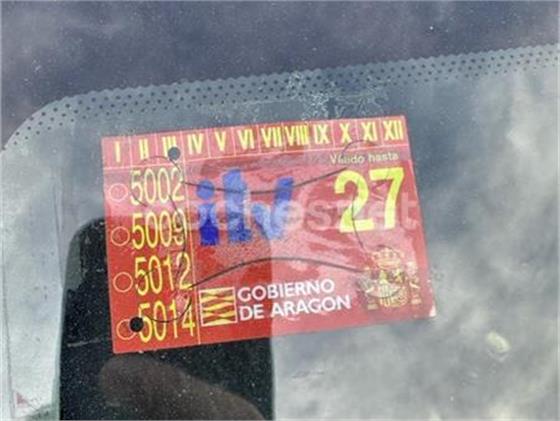 I II III IV V VI VII VIII IX X XI XII
Válido hasta
5002 itv 27
5009
5012
5014
GOBIERNO
DE ARAGON